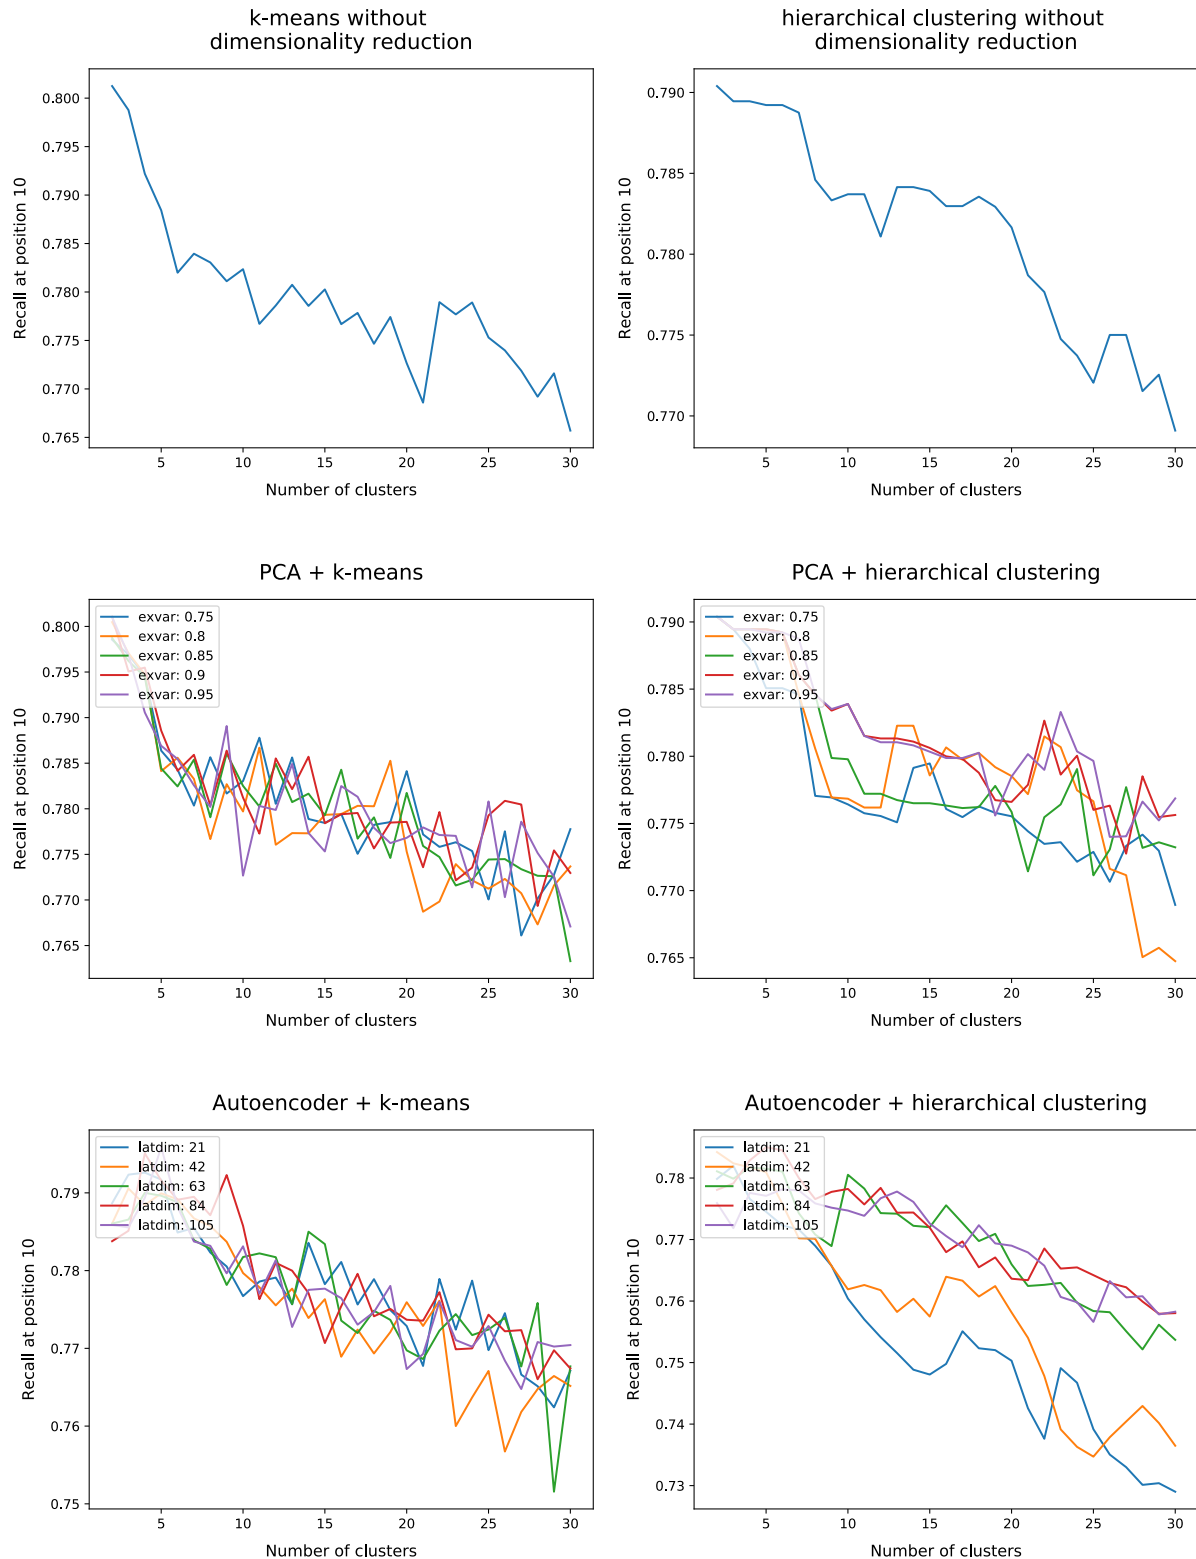 k-means without
dimensionality reduction
Recall at position 10
0.800
0.795
0.790
0.785
0.780
0.775
0.770
0.765
5
10
15
20
25
30
Number of clusters
hierarchical clustering without
dimensionality reduction
Recall at position 10
0.790
0.785
0.780
0.775
0.770
5
10
15
20
25
30
Number of clusters
PCA + k-means
Recall at position 10
0.800
0.795
0.790
0.785
0.780
0.775
0.770
0.765
exvar: 0.75
exvar: 0.8
exvar: 0.85
exvar: 0.9
exvar: 0.95
5
10
15
20
25
30
Number of clusters
PCA + hierarchical clustering
Recall at position 10
0.790
0.785
0.780
0.775
0.770
0.765
exvar: 0.75
exvar: 0.8
exvar: 0.85
exvar: 0.9
exvar: 0.95
5
10
15
20
25
30
Number of clusters
Autoencoder + k-means
Recall at position 10
0.79
0.78
0.77
0.76
0.75
latdim: 21
latdim: 42
latdim: 63
latdim: 84
latdim: 105
5
10
15
20
25
30
Number of clusters
Autoencoder + hierarchical clustering
Recall at position 10
0.78
0.77
0.76
0.75
0.74
0.73
latdim: 21
latdim: 42
latdim: 63
latdim: 84
latdim: 105
5
10
15
20
25
30
Number of clusters